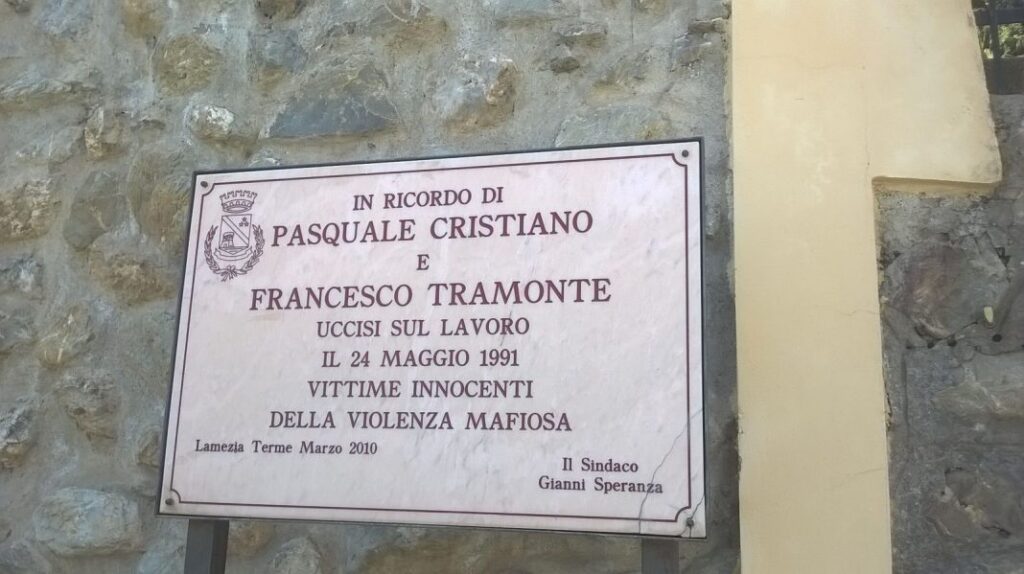 IN RICORDO DI
PASQUALE CRISTIANO
E
FRANCESCO TRAMONTE
UCCISI SUL LAVORO
IL 24 MAGGIO 1991
VITTIME INNOCENTI
DELLA VIOLENZA MAFIOSA
Lamezia Terme Marzo 2010
Il Sindaco
Gianni Speranza